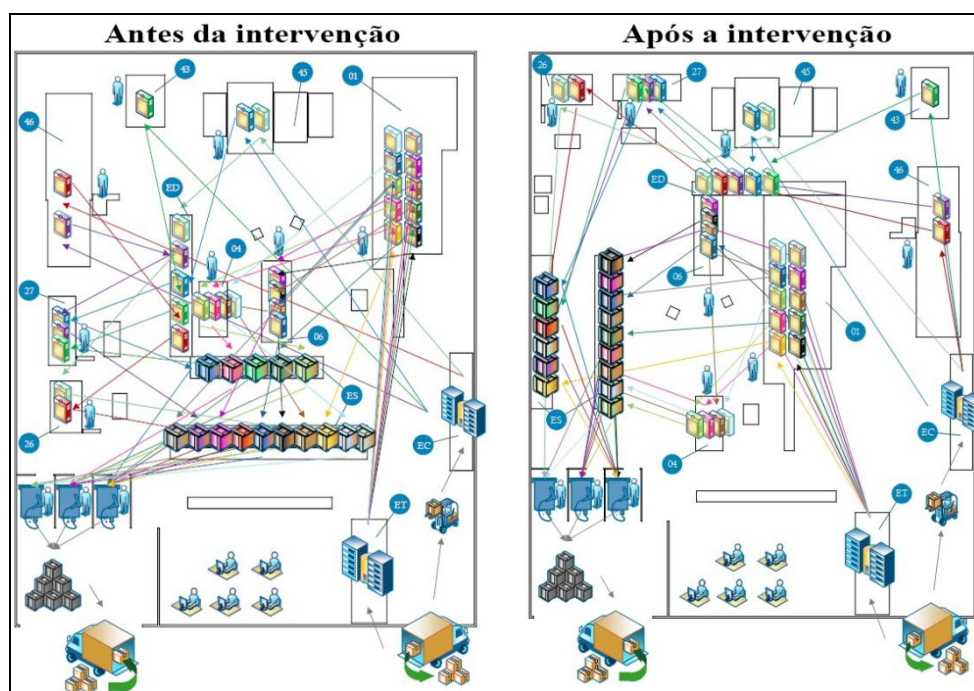 Antes da intervenção
Após a intervenção
43
45
01
46
ED
04
27
06
ES
26
EC
ET
26
27
45
43
46
ED
06
01
ES
04
EC
ET